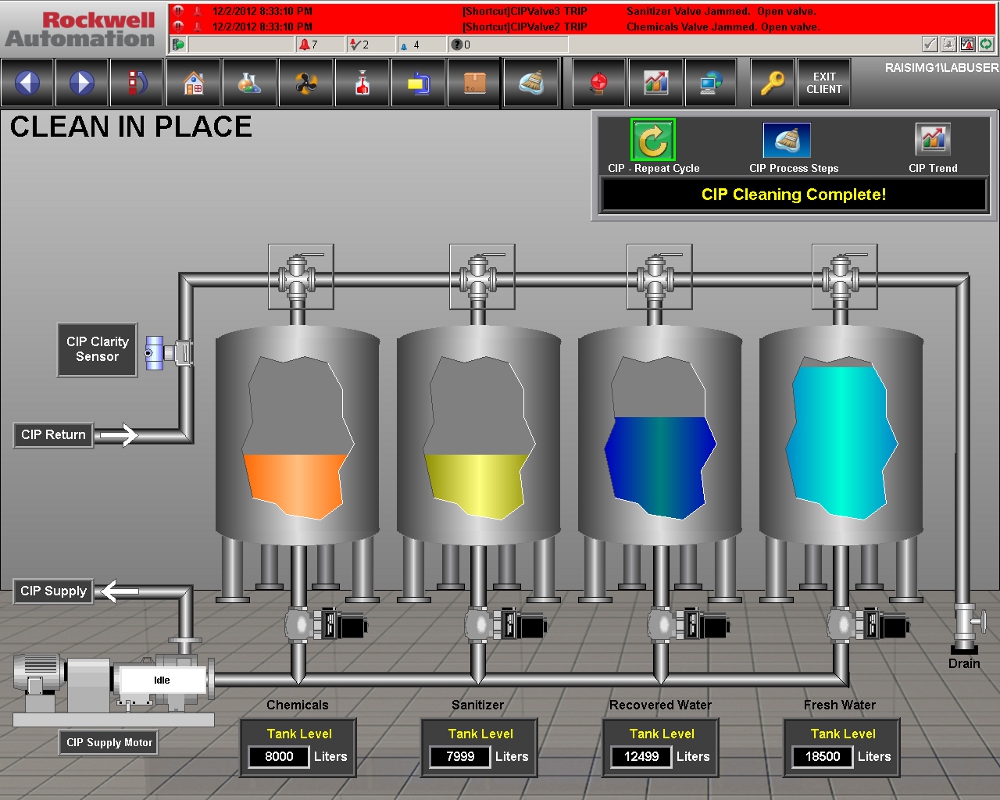 Rockwell
Automation
12/2/2012 8:33:10 PM [Shortcut]CIPValve3 TRIP Sanitizer Valve Jammed. Open valve.
12/2/2012 8:33:10 PM [Shortcut]CIPValve2 TRIP Chemicals Valve Jammed. Open valve.
7 2 4 0
EXIT
CLIENT
RAISIMG1\LABUSER
CLEAN IN PLACE
CIP - Repeat Cycle CIP Process Steps CIP Trend
CIP Cleaning Complete!
CIP Clarity
Sensor
CIP Return
CIP Supply
Idle
CIP Supply Motor
Drain
Chemicals Sanitizer Recovered Water Fresh Water
Tank Level Tank Level Tank Level Tank Level
8000 Liters 7999 Liters 12499 Liters 18500 Liters